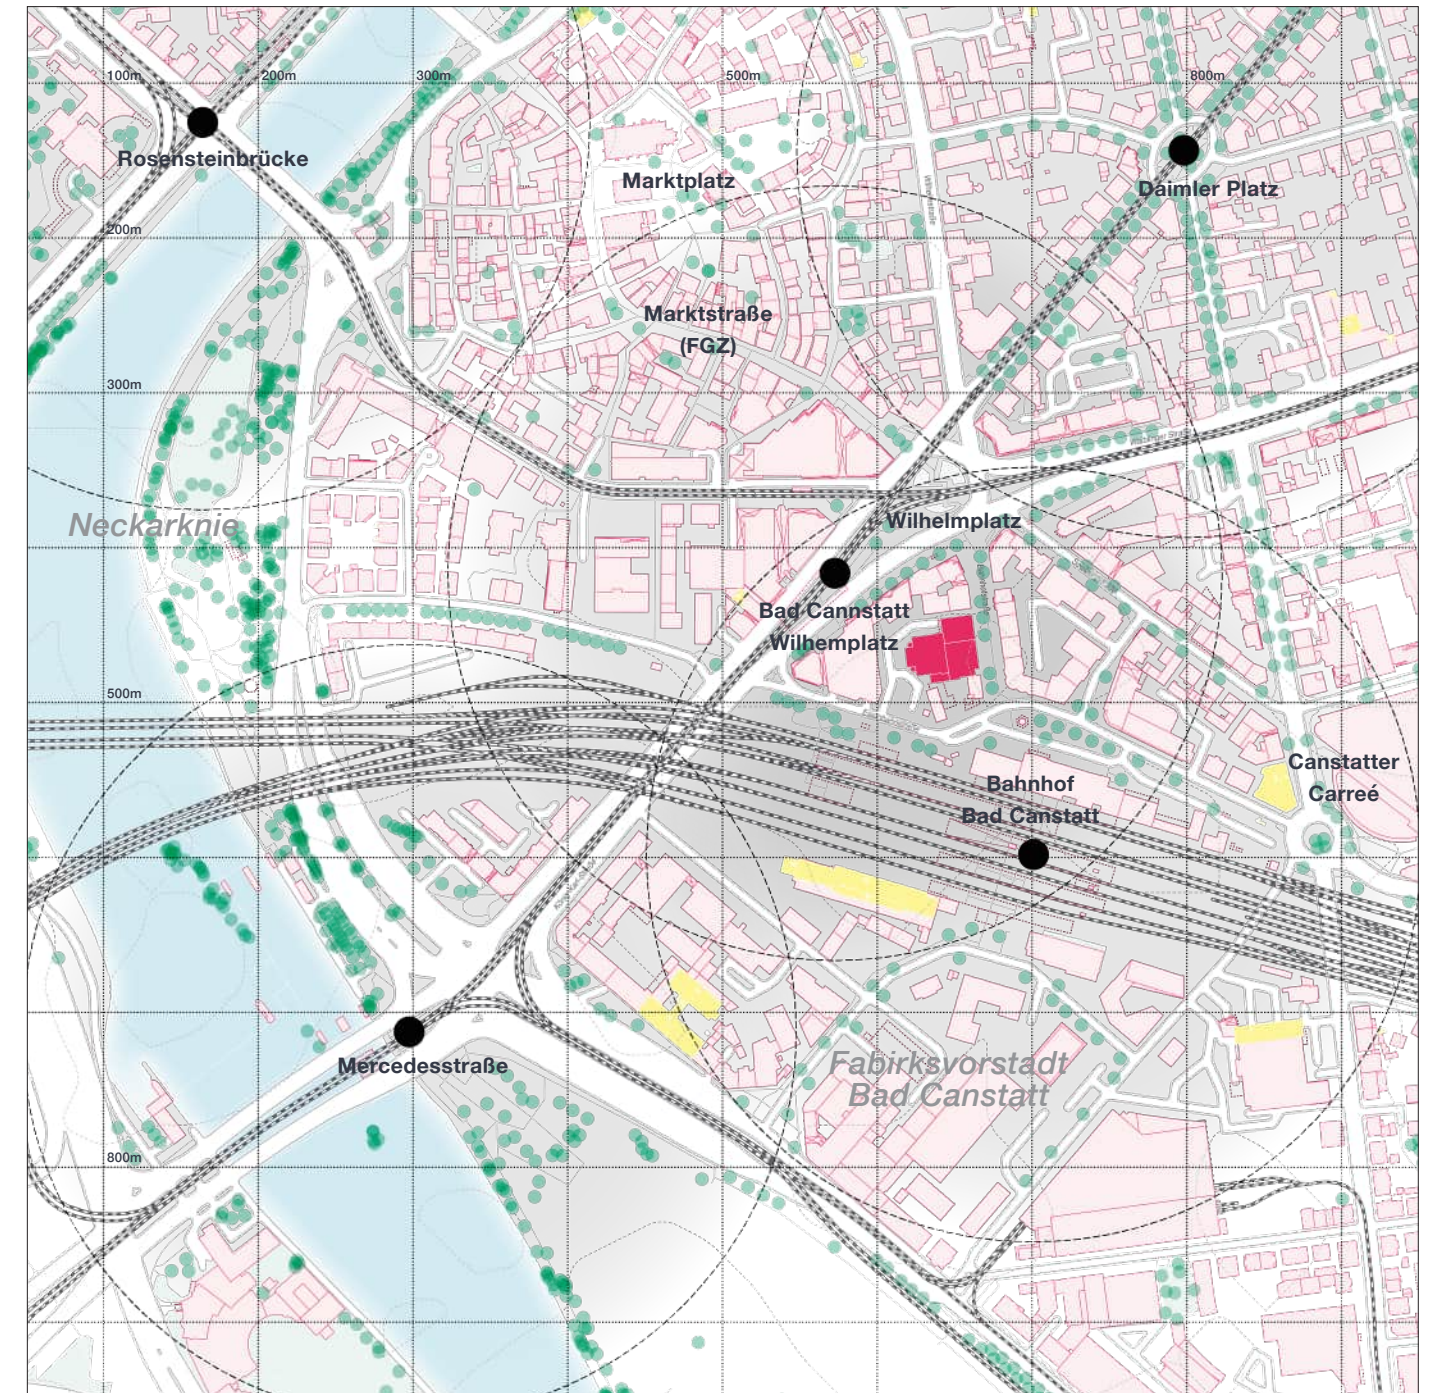 100m
200m
300m
500m
800m
Rosensteinbrücke
Marktplatz
Daimler Platz
200m
Marktstraße
(FGZ)
300m
Neckarknie
Wilhelmplatz
Bad Cannstatt
Wilhemplatz
500m
Canstatter
Carreé
Bahnhof
Bad Canstatt
Mercedesstraße
Fabirksvorstadt
Bad Canstatt
800m